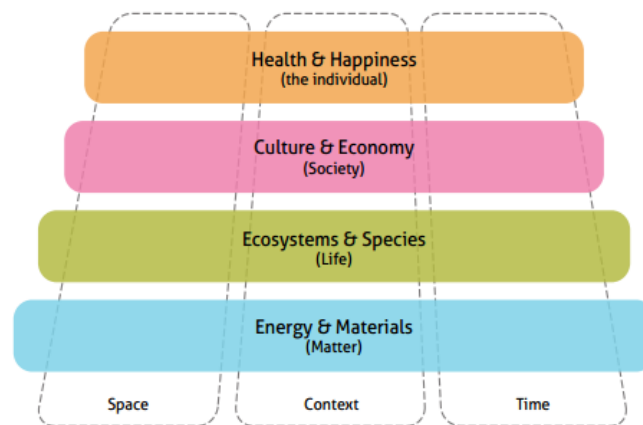 Health & Happiness
(the individual)
Culture & Economy
(Society)
Ecosystems & Species
(Life)
Energy & Materials
(Matter)
Space
Context
Time